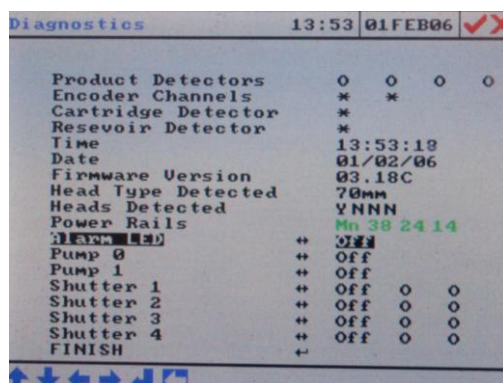 Diagnostics 13:53 01FEB06
Product Detectors o o o o
Encoder Channels * *
Cartridge Detector *
Resevoir Detector *
Time 13:53:18
Date 01/02/06
Firmware Version 03.18C
Head Type Detected 70mm
Heads Detected YNNN
Power Rails Mn 38 24 14
Alarm LED ↔ Off
Pump 0 ↔ Off
Pump 1 ↔ Off
Shutter 1 ↔ Off o o
Shutter 2 ↔ Off o o
Shutter 3 ↔ Off o o
Shutter 4 ↔ Off o o
FINISH ↵